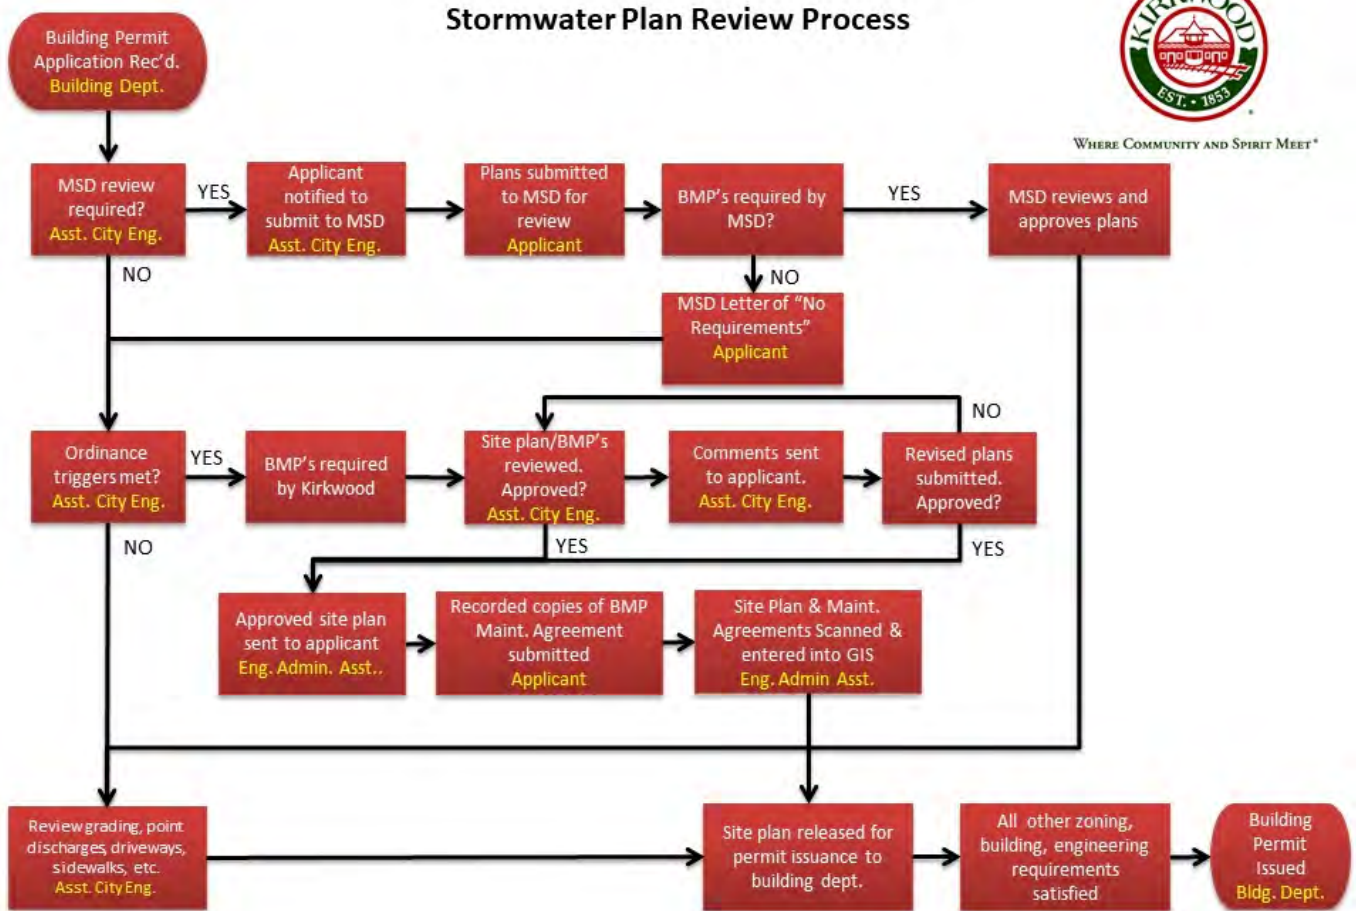 Stormwater Plan Review Process
KIRKWOOD
EST. • 1853
WHERE COMMUNITY AND SPIRIT MEET®
Building Permit
Application Rec'd.
Building Dept.
MSD review
required?
Asst. City Eng.
YES
Applicant
notified to
submit to MSD
Asst. City Eng.
Plans submitted
to MSD for
review
Applicant
BMP's required by
MSD?
YES
MSD reviews and
approves plans
NO
NO
MSD Letter of "No
Requirements"
Applicant
NO
Ordinance
triggers met?
Asst. City Eng.
YES
BMP's required
by Kirkwood
Site plan/BMP's
reviewed.
Approved?
Asst. City Eng.
Comments sent
to applicant.
Asst. City Eng.
Revised plans
submitted.
Approved?
NO
YES
YES
Approved site plan
sent to applicant
Eng. Admin. Asst..
Recorded copies of BMP
Maint. Agreement
submitted
Applicant
Site Plan & Maint.
Agreements Scanned &
entered into GIS
Eng. Admin Asst.
Review grading, point
discharges, driveways,
sidewalks, etc.
Asst. City Eng.
Site plan released for
permit issuance to
building dept.
All other zoning,
building, engineering
requirements
satisfied
Building
Permit
Issued
Bldg. Dept.